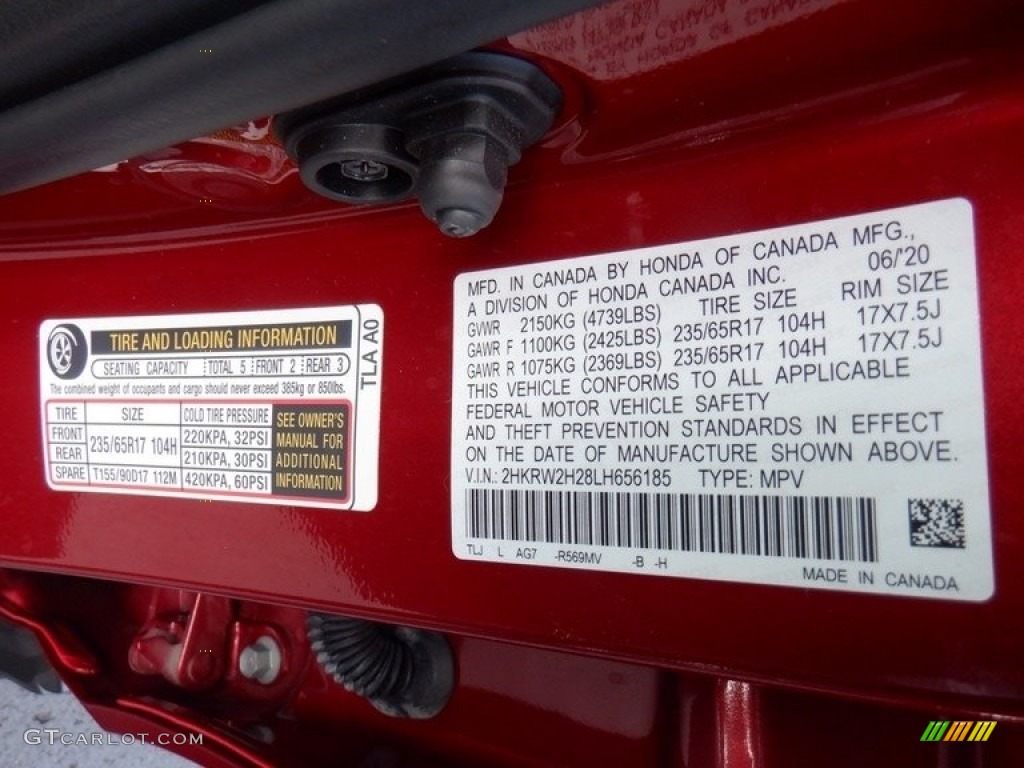 TIRE AND LOADING INFORMATION
SEATING CAPACITY TOTAL 5 FRONT 2 REAR 3
The combined weight of occupants and cargo should never exceed 385kg or 850lbs.
TIRE SIZE COLD TIRE PRESSURE
FRONT 235/65R17 104H 220KPA, 32PSI
REAR 210KPA, 30PSI
SPARE T155/90D17 112M 420KPA, 60PSI
SEE OWNER'S
MANUAL FOR
ADDITIONAL
INFORMATION
TLA A0
MFD. IN CANADA BY HONDA OF CANADA MFG.,
A DIVISION OF HONDA CANADA INC. 06/'20
GVWR 2150KG (4739LBS) TIRE SIZE RIM SIZE
GAWR F 1100KG (2425LBS) 235/65R17 104H 17X7.5J
GAWR R 1075KG (2369LBS) 235/65R17 104H 17X7.5J
THIS VEHICLE CONFORMS TO ALL APPLICABLE
FEDERAL MOTOR VEHICLE SAFETY
AND THEFT PREVENTION STANDARDS IN EFFECT
ON THE DATE OF MANUFACTURE SHOWN ABOVE.
V.I.N.: 2HKRW2H28LH656185 TYPE: MPV
TLJ L AG7 -R569MV -B -H
MADE IN CANADA
GTCARLOT.COM